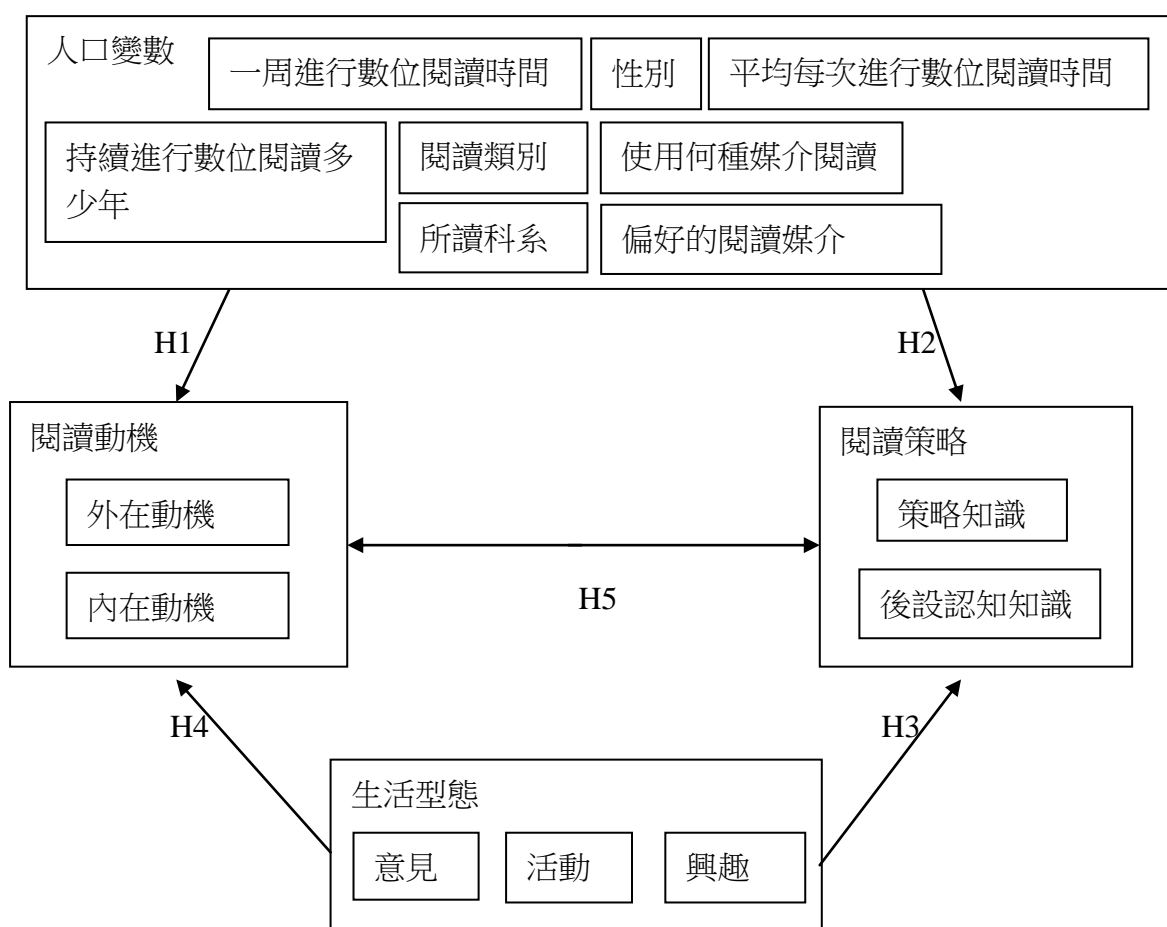 人口變數
一周進行數位閱讀時間
性別
平均每次進行數位閱讀時間
持續進行數位閱讀多
少年
閱讀類別
使用何種媒介閱讀
所讀科系
偏好的閱讀媒介
H1
H2
閱讀動機
外在動機
內在動機
閱讀策略
策略知識
後設認知知識
H5
H4
H3
生活型態
意見
活動
興趣